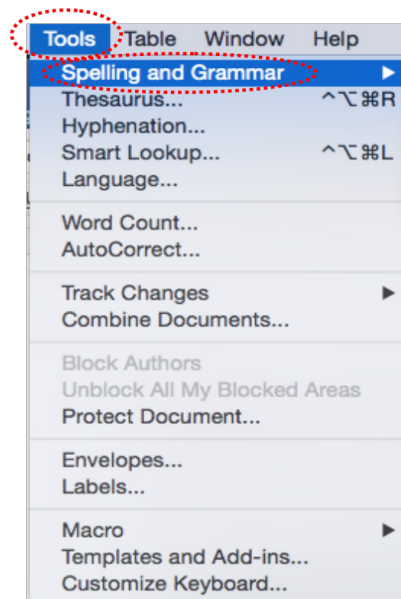 Tools Table Window Help
Spelling and Grammar ▶
Thesaurus... ^⌥⌘R
Hyphenation...
Smart Lookup... ^⌥⌘L
Language...
Word Count...
AutoCorrect...
Track Changes ▶
Combine Documents...
Block Authors
Unblock All My Blocked Areas
Protect Document...
Envelopes...
Labels...
Macro ▶
Templates and Add-ins...
Customize Keyboard...